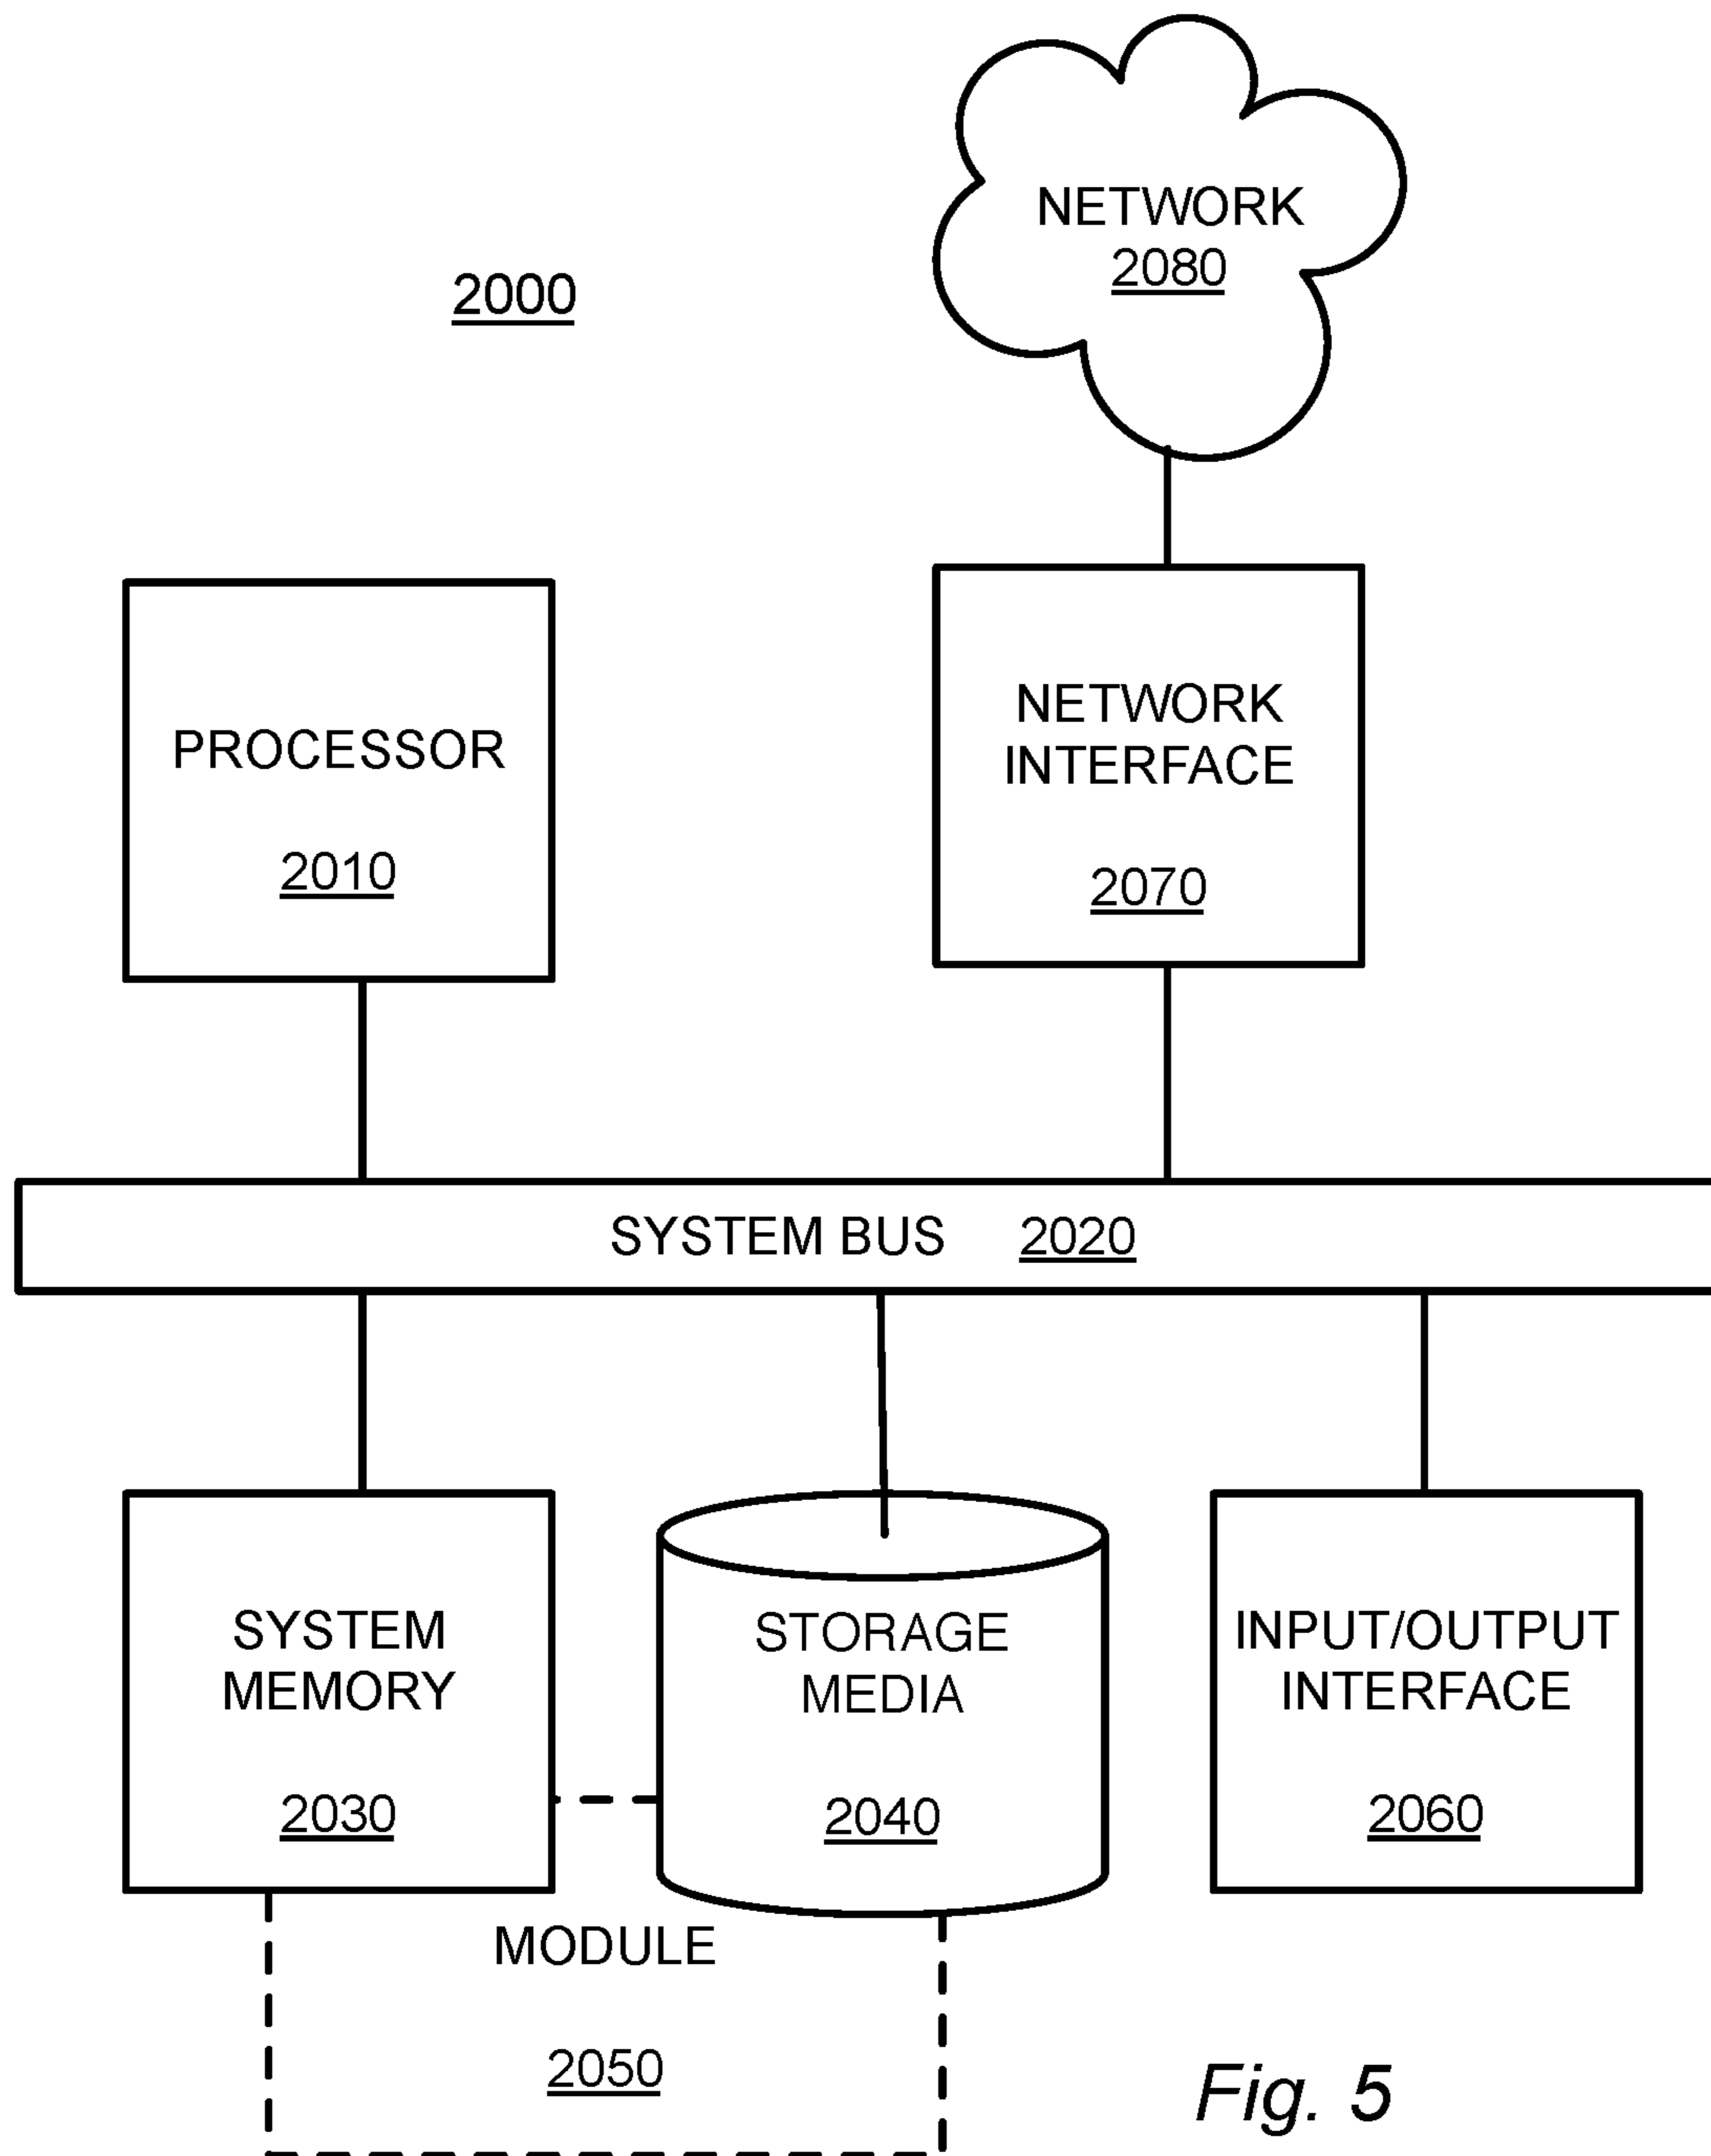 NETWORK
2080
2000
PROCESSOR
2010
NETWORK
INTERFACE
2070
SYSTEM BUS 2020
SYSTEM
MEMORY
2030
STORAGE
MEDIA
2040
INPUT/OUTPUT
INTERFACE
2060
MODULE
2050
Fig. 5